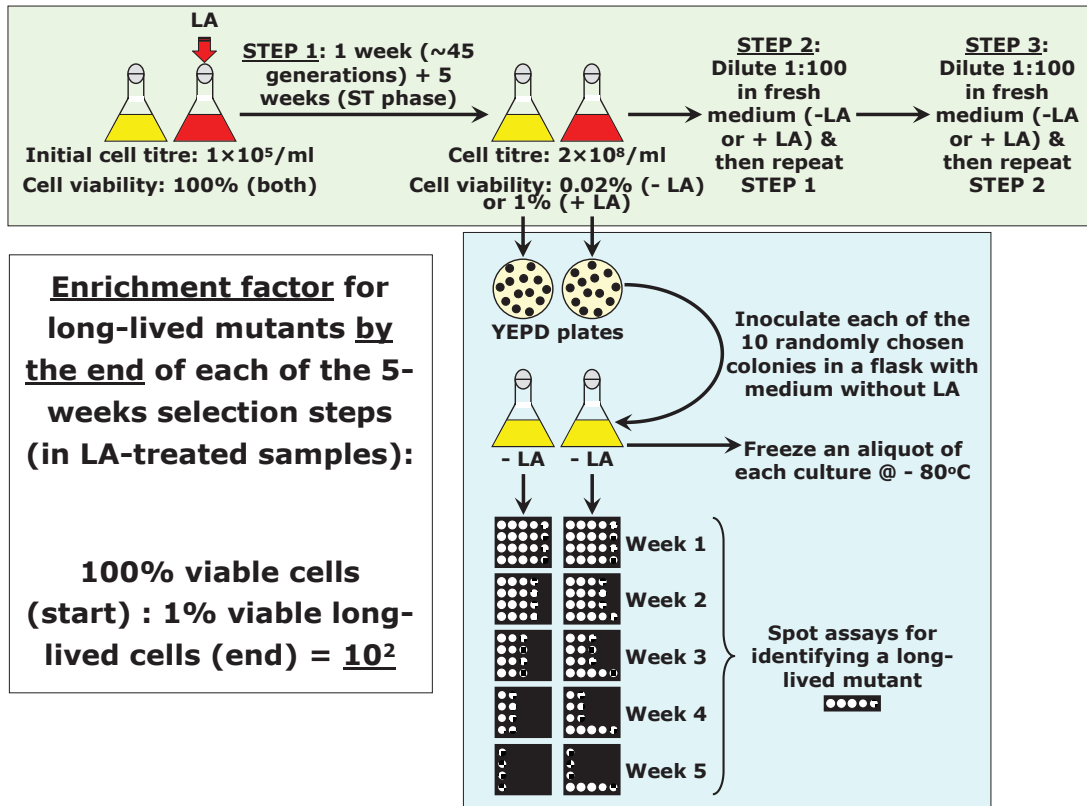 LA
STEP 1: 1 week (~45
generations) + 5
weeks (ST phase)
Initial cell titre: 1×10⁵/ml
Cell viability: 100% (both)
Cell titre: 2×10⁸/ml
Cell viability: 0.02% (- LA)
or 1% (+ LA)
STEP 2:
Dilute 1:100
in fresh
medium (-LA
or + LA) &
then repeat
STEP 1
STEP 3:
Dilute 1:100
in fresh
medium (-LA
or + LA) &
then repeat
STEP 2
Enrichment factor for
long-lived mutants by
the end of each of the 5-
weeks selection steps
(in LA-treated samples):
100% viable cells
(start) : 1% viable long-
lived cells (end) = 10²
YEPD plates
Inoculate each of the
10 randomly chosen
colonies in a flask with
medium without LA
- LA
- LA
Freeze an aliquot of
each culture @ - 80ºC
Week 1
Week 2
Week 3
Week 4
Week 5
Spot assays for
identifying a long-
lived mutant